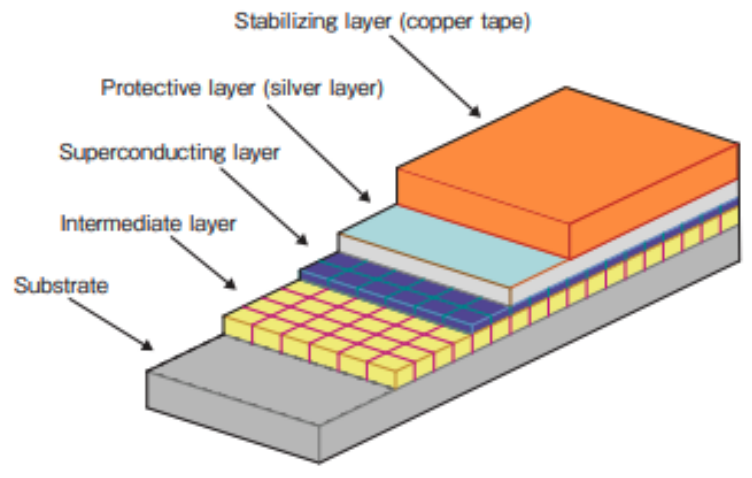 Stabilizing layer (copper tape)
Protective layer (silver layer)
Superconducting layer
Intermediate layer
Substrate